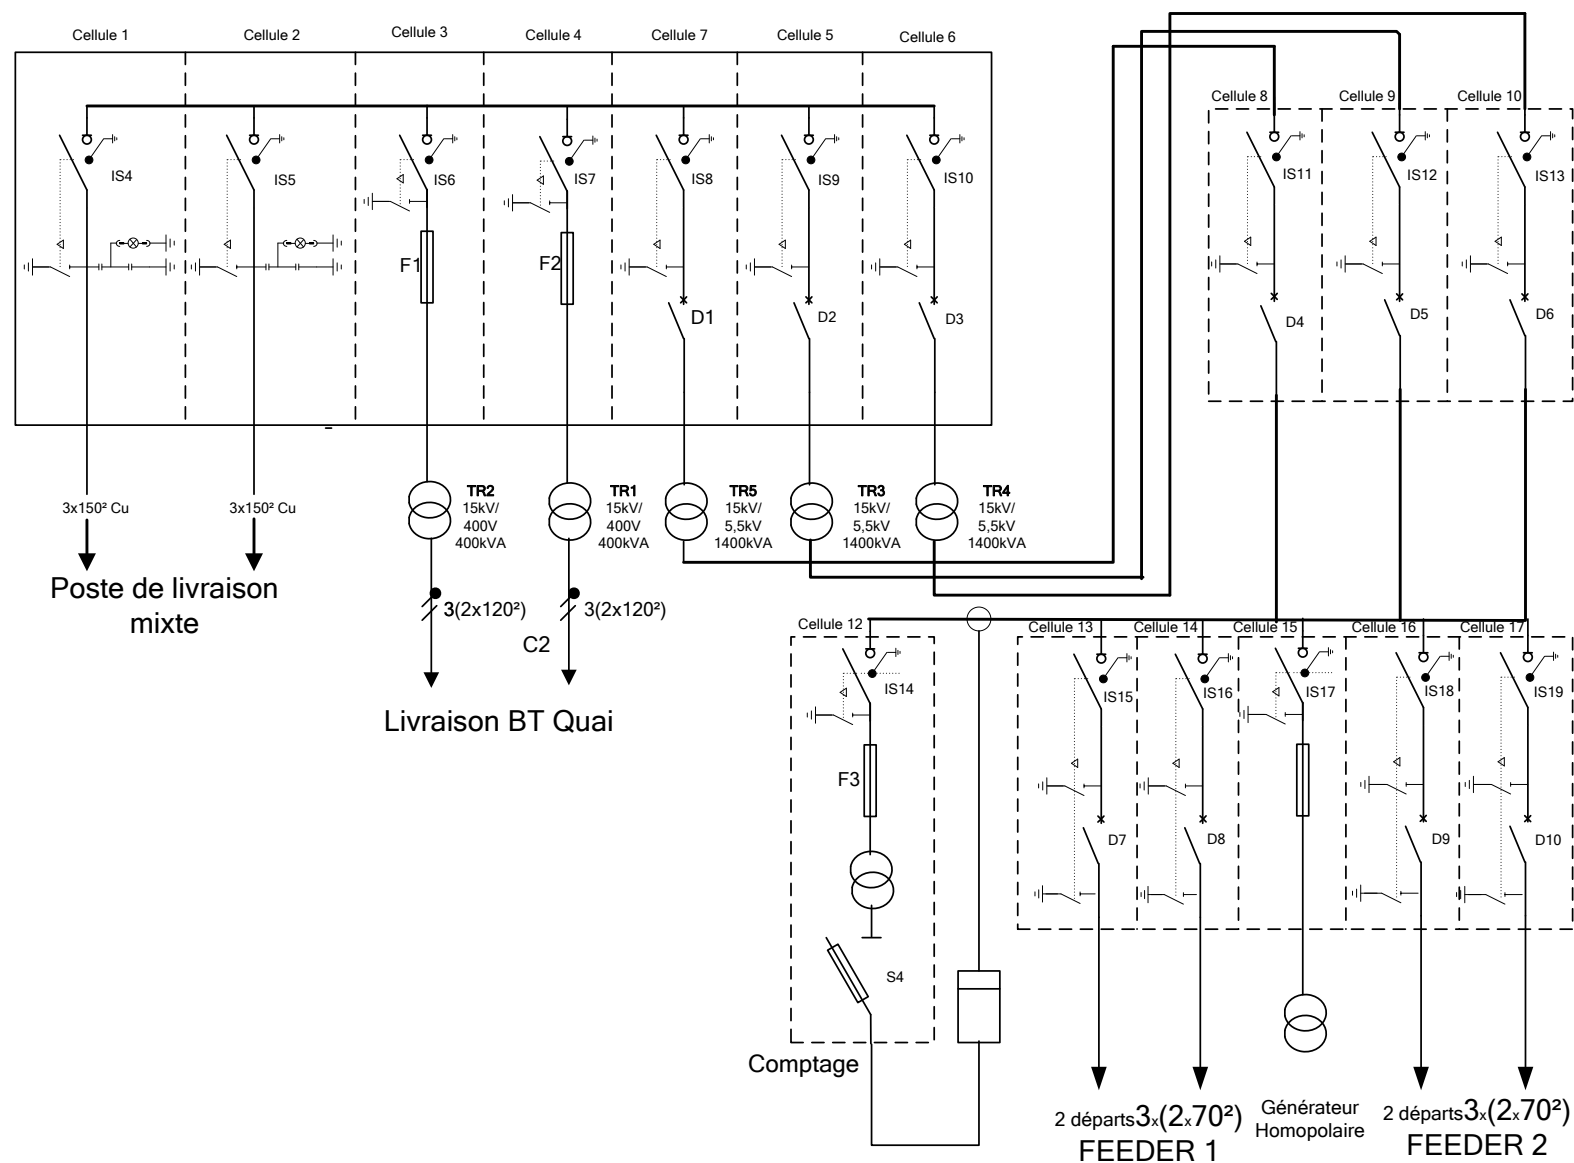 Cellule 1
Cellule 2
Cellule 3
Cellule 4
Cellule 7
Cellule 5
Cellule 6
Cellule 8
Cellule 9
Cellule 10
IS4
IS5
IS6
IS7
IS8
IS9
IS10
IS11
IS12
IS13
F1
F2
D1
D2
D3
D4
D5
D6
3x150² Cu
3x150² Cu
Poste de livraison
mixte
TR2
15kV/
400V
400kVA
TR1
15kV/
400V
400kVA
TR5
15kV/
5,5kV
1400kVA
TR3
15kV/
5,5kV
1400kVA
TR4
15kV/
5,5kV
1400kVA
3(2x120²)
3(2x120²)
C2
Livraison BT Quai
Cellule 12
Cellule 13
Cellule 14
Cellule 15
Cellule 16
Cellule 17
IS14
IS15
IS16
IS17
IS18
IS19
F3
D7
D8
D9
D10
S4
Comptage
2 départs3x(2x70²)
FEEDER 1
Générateur
Homopolaire
2 départs3x(2x70²)
FEEDER 2